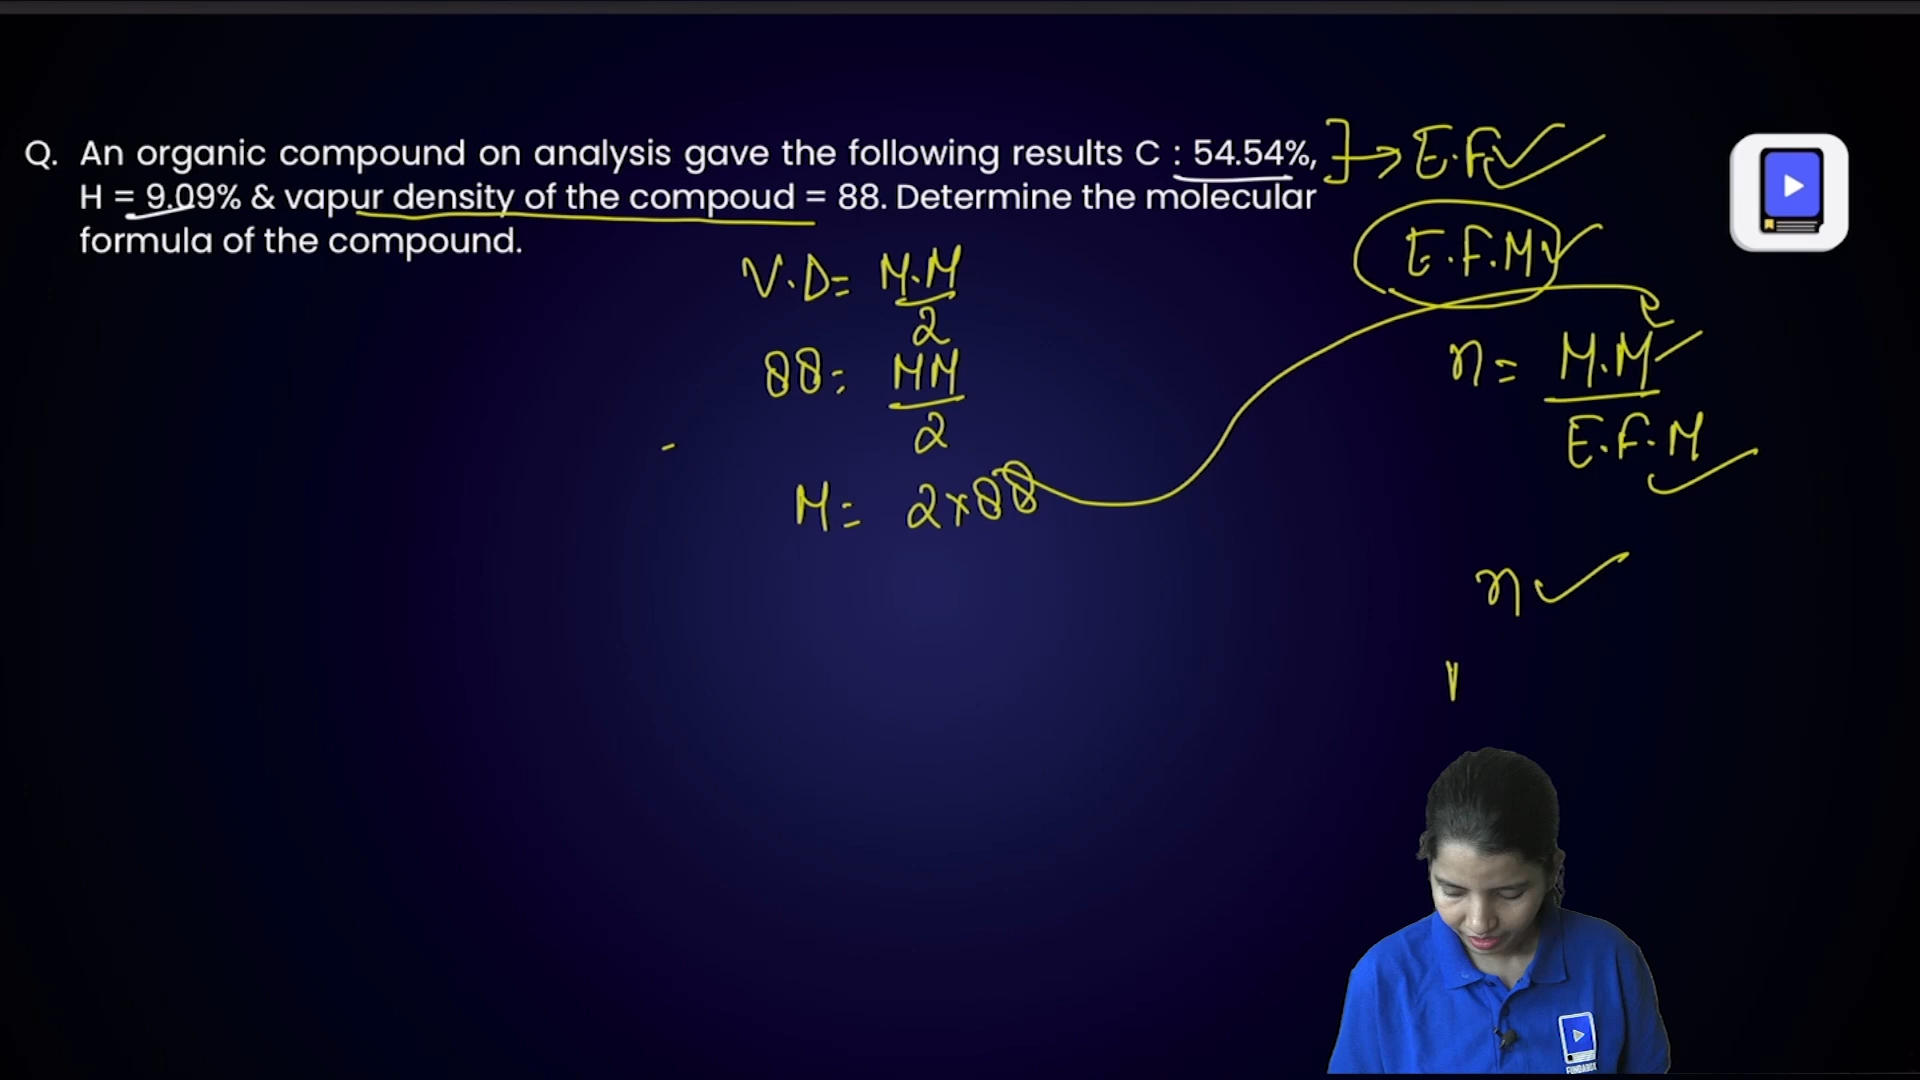 Q. An organic compound on analysis gave the following results C : 54.54%,
H = 9.09% & vapur density of the compoud = 88. Determine the molecular
formula of the compound.
E.F.
E.F.M
V.D = M.M/2
88 = MM/2
M = 2×88
n = M.M/E.F.M
n
FUNDABOX